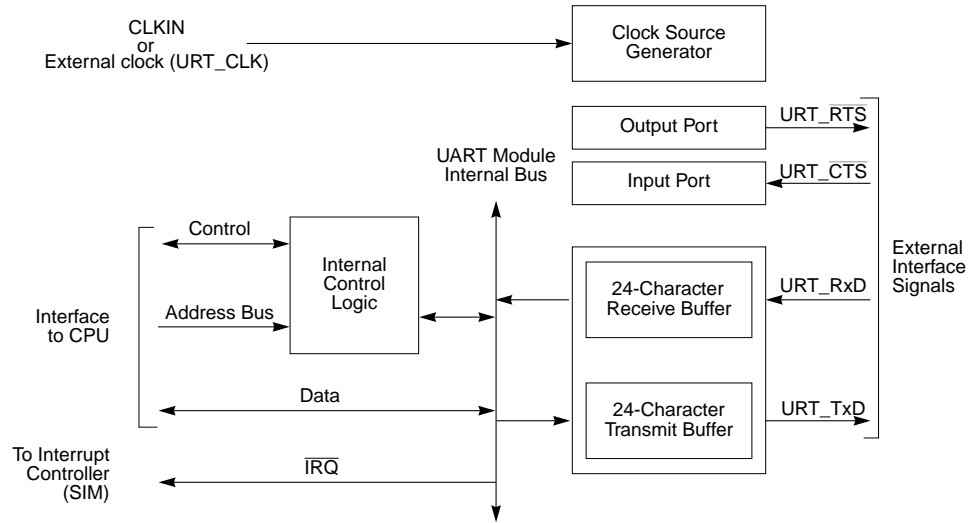 CLKIN
or
External clock (URT_CLK)
Clock Source
Generator
Output Port
URT_RTS
UART Module
Internal Bus
Input Port
URT_CTS
Control
Internal
Control
Logic
24-Character
Receive Buffer
URT_RxD
External
Interface
Signals
Interface
to CPU
Address Bus
Data
24-Character
Transmit Buffer
URT_TxD
To Interrupt
Controller
(SIM)
IRQ